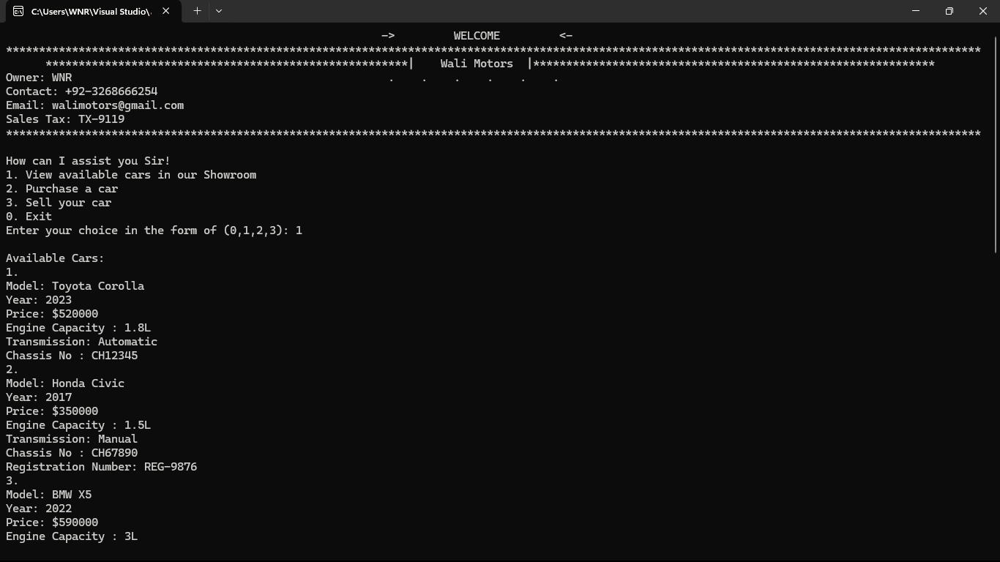 C:\Users\WNR\Visual Studio\.
-> WELCOME <-
****************************************************************************************************************************************************
*******************************************************| Wali Motors |*************************************************************
Owner: WNR . . . . . .
Contact: +92-3268666254
Email: walimotors@gmail.com
Sales Tax: TX-9119
****************************************************************************************************************************************************
How can I assist you Sir!
1. View available cars in our Showroom
2. Purchase a car
3. Sell your car
0. Exit
Enter your choice in the form of (0,1,2,3): 1
Available Cars:
1.
Model: Toyota Corolla
Year: 2023
Price: $520000
Engine Capacity : 1.8L
Transmission: Automatic
Chassis No : CH12345
2.
Model: Honda Civic
Year: 2017
Price: $350000
Engine Capacity : 1.5L
Transmission: Manual
Chassis No : CH67890
Registration Number: REG-9876
3.
Model: BMW X5
Year: 2022
Price: $590000
Engine Capacity : 3L